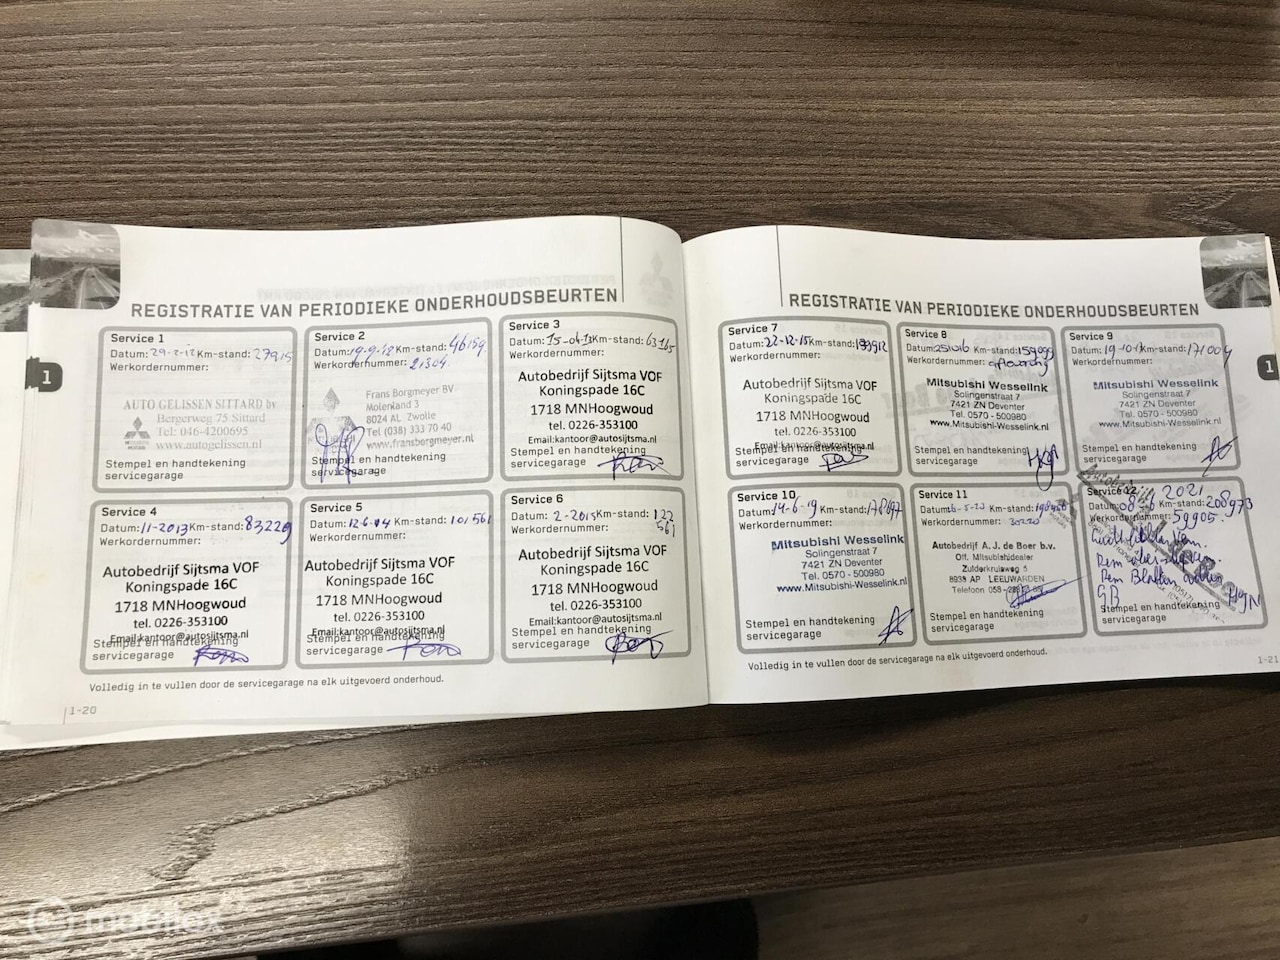 REGISTRATIE VAN PERIODIEKE ONDERHOUDSBEURTEN
Service 1
Datum: 29-2-12 Km-stand: 27915
Werkordernummer:
AUTO GELISSEN SITTARD bv
Bergerweg 75 Sittard
Tel: 046-4200695
www.autogelissen.nl
Stempel en handtekening
servicegarage
Service 2
Datum: 19-9-12 Km-stand: 46159
Werkordernummer: 21304
Frans Borgmeyer BV
Molenland 3
8024 AL Zwolle
Tel (038) 333 70 40
www.fransborgmeyer.nl
Stempel en handtekening
servicegarage
Service 3
Datum: 15-04-13 Km-stand: 63165
Werkordernummer:
Autobedrijf Sijtsma VOF
Koningspade 16C
1718 MNHoogwoud
tel. 0226-353100
Email:kantoor@autosijtsma.nl
Stempel en handtekening
servicegarage
Service 4
Datum: 11-2013 Km-stand: 83229
Werkordernummer:
Autobedrijf Sijtsma VOF
Koningspade 16C
1718 MNHoogwoud
tel. 0226-353100
Email:kantoor@autosijtsma.nl
Stempel en handtekening
servicegarage
Service 5
Datum: 12-6-14 Km-stand: 101561
Werkordernummer:
Autobedrijf Sijtsma VOF
Koningspade 16C
1718 MNHoogwoud
tel. 0226-353100
Email:kantoor@autosijtsma.nl
Stempel en handtekening
servicegarage
Service 6
Datum: 2-2015 Km-stand: 122
561
Werkordernummer:
Autobedrijf Sijtsma VOF
Koningspade 16C
1718 MNHoogwoud
tel. 0226-353100
Email:kantoor@autosijtsma.nl
Stempel en handtekening
servicegarage
Volledig in te vullen door de servicegarage na elk uitgevoerd onderhoud.
1-20
1
REGISTRATIE VAN PERIODIEKE ONDERHOUDSBEURTEN
Service 7
Datum: 22-12-15 Km-stand:
Werkordernummer:
Autobedrijf Sijtsma VOF
Koningspade 16C
1718 MNHoogwoud
tel. 0226-353100
Email:kantoor@autosijtsma.nl
Stempel en handtekening
servicegarage
Service 8
Datum: Km-stand:
Werkordernummer:
Mitsubishi Wesselink
Solingenstraat 7
7421 ZN Deventer
Tel. 0570 - 500980
www.Mitsubishi-Wesselink.nl
Stempel en handtekening
servicegarage
Service 9
Datum: Km-stand: 171004
Werkordernummer:
Mitsubishi Wesselink
Solingenstraat 7
7421 ZN Deventer
Tel. 0570 - 500980
www.Mitsubishi-Wesselink.nl
Stempel en handtekening
servicegarage
Service 10
Datum: 14-6-19 Km-stand:
Werkordernummer:
Mitsubishi Wesselink
Solingenstraat 7
7421 ZN Deventer
Tel. 0570 - 500980
www.Mitsubishi-Wesselink.nl
Stempel en handtekening
servicegarage
Service 11
Datum: Km-stand:
Werkordernummer:
Autobedrijf A.J. de Boer b.v.
Off. Mitsubishidealer
Zulderkruisweg 5
8938 AP LEEUWARDEN
Telefoon 058 -
Stempel en handtekening
servicegarage
Service 12
Datum: 2021 Km-stand: 208973
Werkordernummer: 59905.
Stempel en handtekening
servicegarage
Volledig in te vullen door de servicegarage na elk uitgevoerd onderhoud.
1-21
1
mobilox